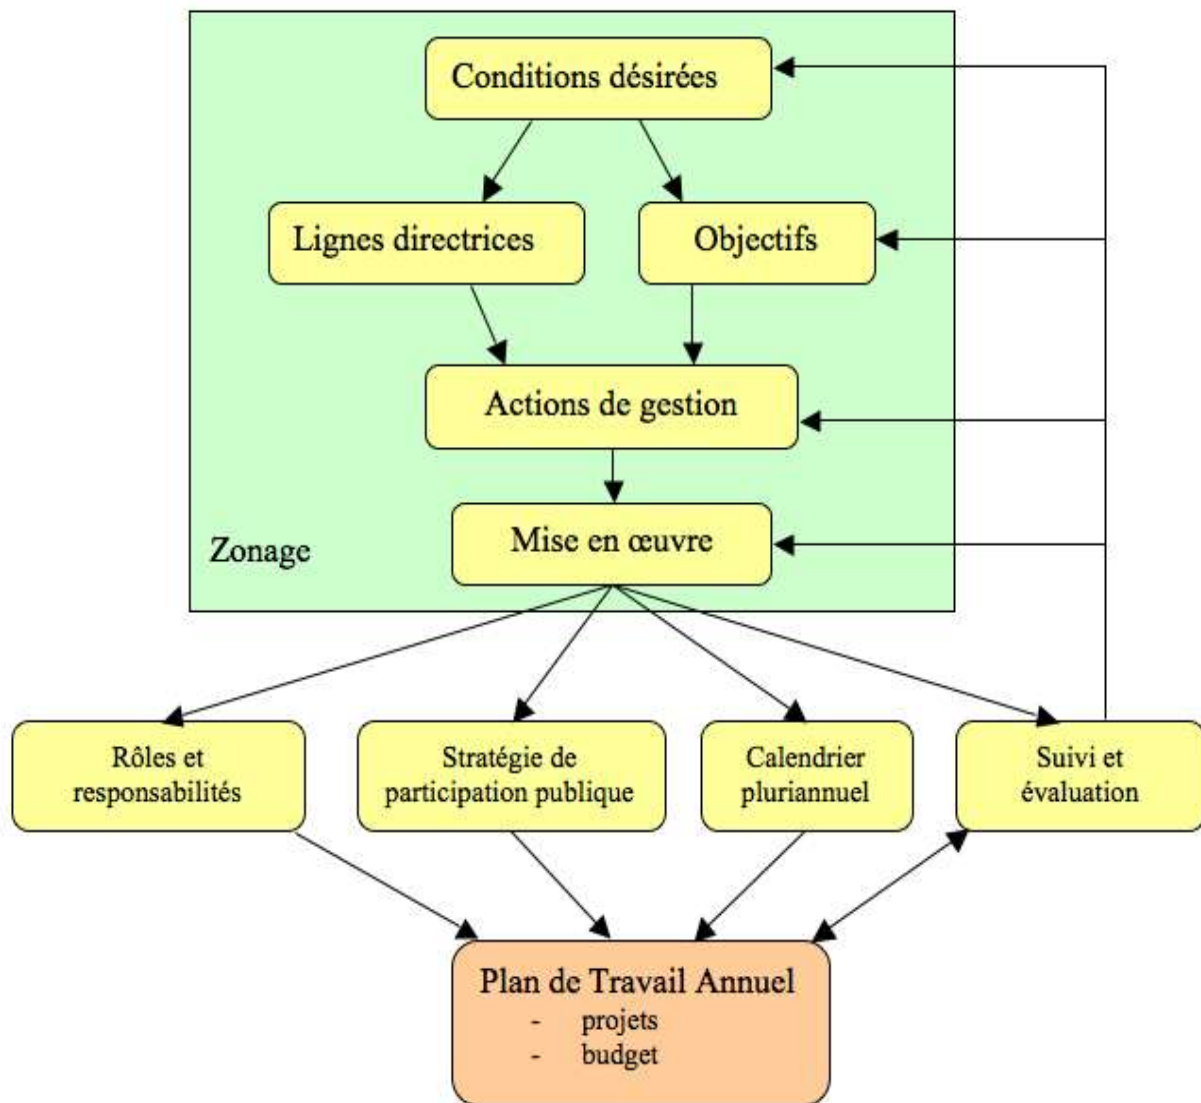 Conditions désirées
Lignes directrices
Objectifs
Actions de gestion
Mise en œuvre
Zonage
Rôles et
responsabilités
Stratégie de
participation publique
Calendrier
pluriannuel
Suivi et
évaluation
Plan de Travail Annuel
- projets
- budget